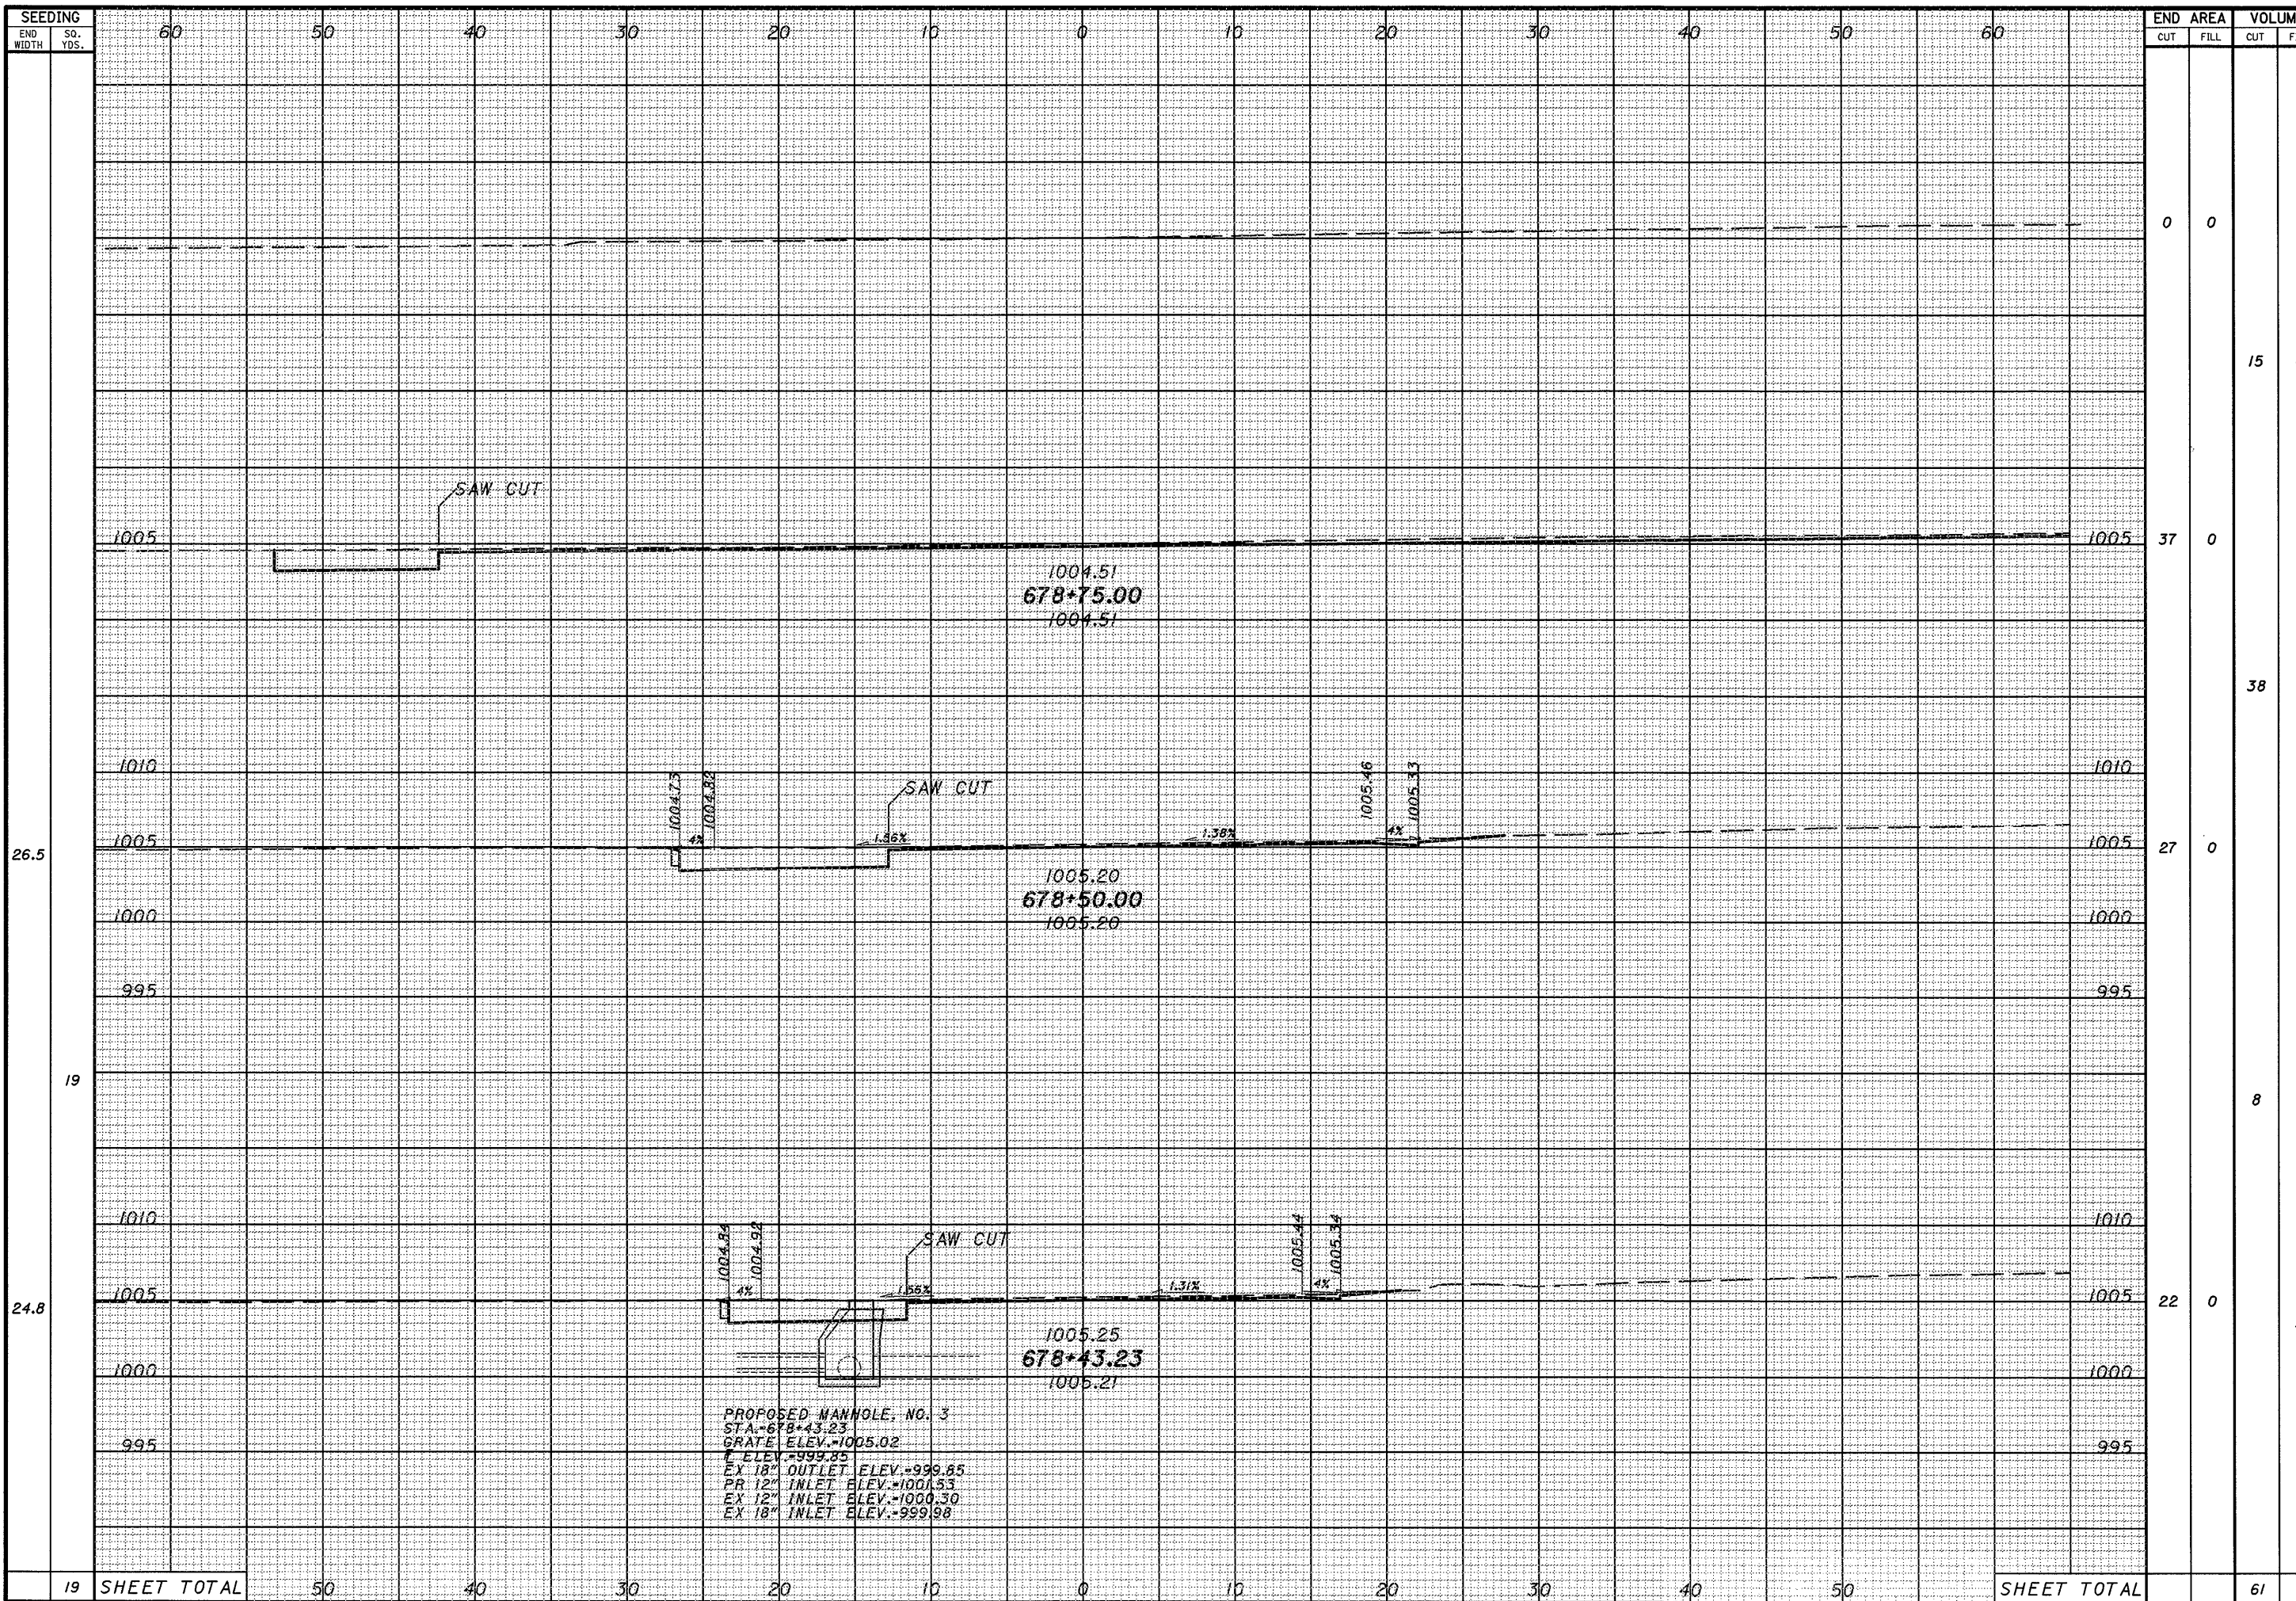 SEEDING
END WIDTH
SQ. YDS.
60 50 40 30 20 10 0 10 20 30 40 50 60
END AREA
CUT FILL
VOLUM
CUT F
0 0
15
SAW CUT
1005 1005 37 0
1004.51
678+75.00
1004.51
38
1010 1010
1004.73
1004.82
SAW CUT
1005.46
1005.33
4% 1.56% 1.38% 4%
26.5 1005 1005 27 0
1005.20
678+50.00
1005.20
1000 1000
995 995
19
8
1010 1010
1004.84
1004.92
SAW CUT
1005.44
1005.34
4% 1.56% 1.31% 4%
24.8 1005 1005 22 0
1005.25
678+43.23
1005.21
1000 1000
PROPOSED MANHOLE, NO. 3
STA.=678+43.23
GRATE ELEV.=1005.02
ELEV.=999.85
EX 18" OUTLET ELEV.=999.85
PR 12" INLET ELEV.=1001.53
EX 12" INLET ELEV.=1000.30
EX 18" INLET ELEV.=999.98
995 995
19 SHEET TOTAL 50 40 30 20 10 0 10 20 30 40 50 SHEET TOTAL 61